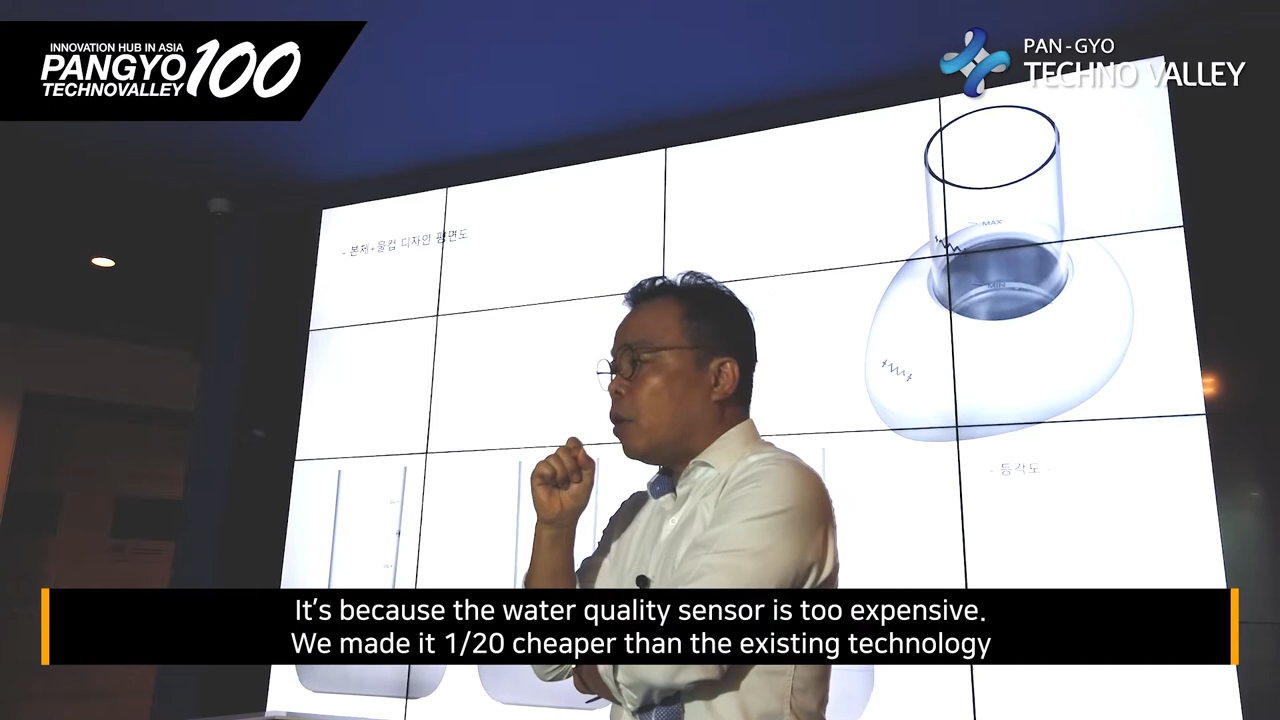 INNOVATION HUB IN ASIA
PANGYO
TECHNOVALLEY
100
PAN-GYO
TECHNO VALLEY
- 본체+물컵 디자인 평면도
MAX
MIN
- 등각도 -
It's because the water quality sensor is too expensive.
We made it 1/20 cheaper than the existing technology